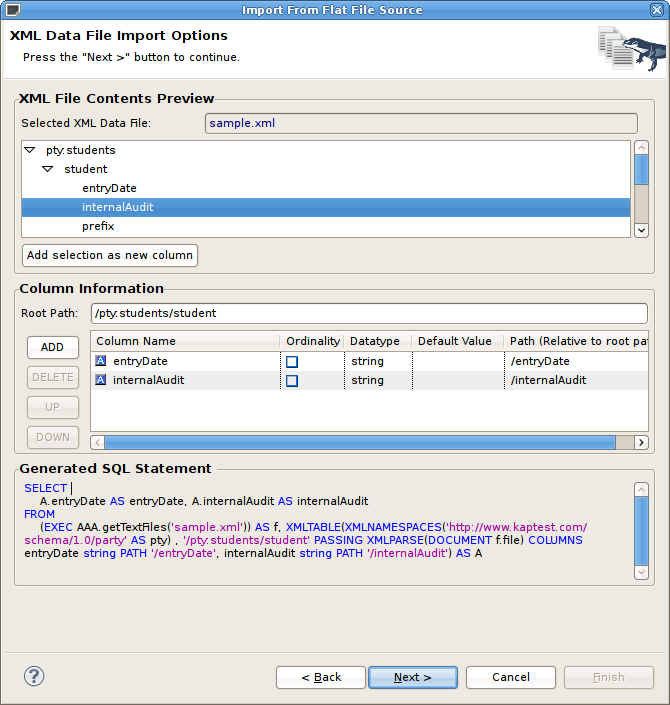 Import From Flat File Source
XML Data File Import Options
Press the "Next >" button to continue.
XML File Contents Preview
Selected XML Data File: sample.xml
pty:students
student
entryDate
internalAudit
prefix
Add selection as new column
Column Information
Root Path: /pty:students/student
ADD
DELETE
UP
DOWN
Column Name Ordinality Datatype Default Value Path (Relative to root pa
A entryDate string /entryDate
A internalAudit string /internalAudit
Generated SQL Statement
SELECT
A.entryDate AS entryDate, A.internalAudit AS internalAudit
FROM
(EXEC AAA.getTextFiles('sample.xml')) AS f, XMLTABLE(XMLNAMESPACES('http://www.kaptest.com/
schema/1.0/party' AS pty) , '/pty:students/student' PASSING XMLPARSE(DOCUMENT f.file) COLUMNS
entryDate string PATH '/entryDate', internalAudit string PATH '/internalAudit') AS A
?
< Back
Next >
Cancel
Finish